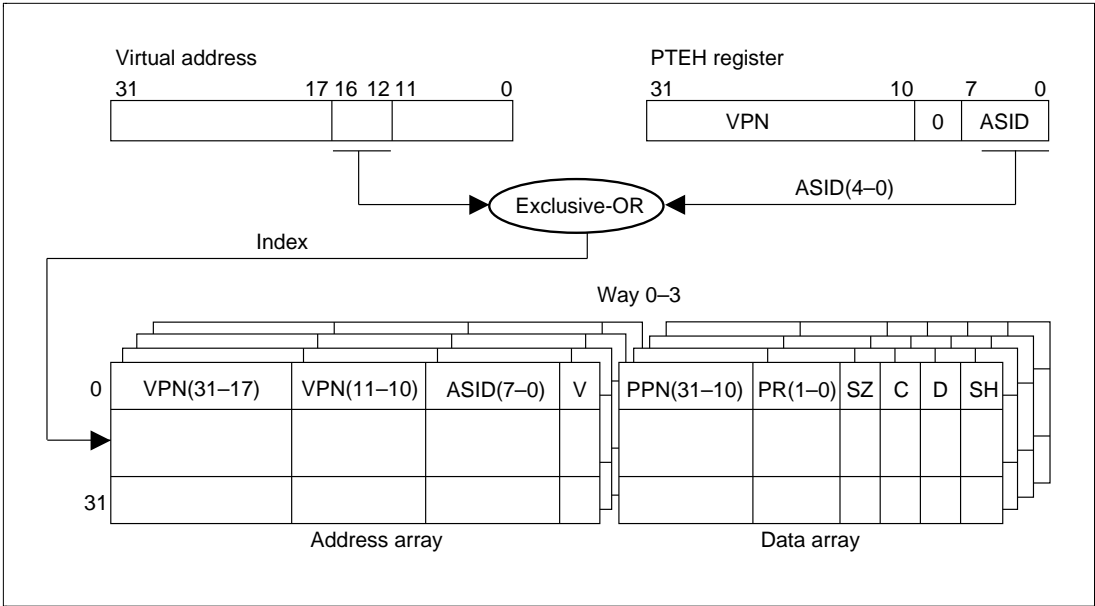 Virtual address
31 17 16 12 11 0
PTEH register
31 10 7 0
VPN 0 ASID
ASID(4–0)
Exclusive-OR
Index
Way 0–3
0 VPN(31–17) VPN(11–10) ASID(7–0) V PPN(31–10) PR(1–0) SZ C D SH
31
Address array
Data array